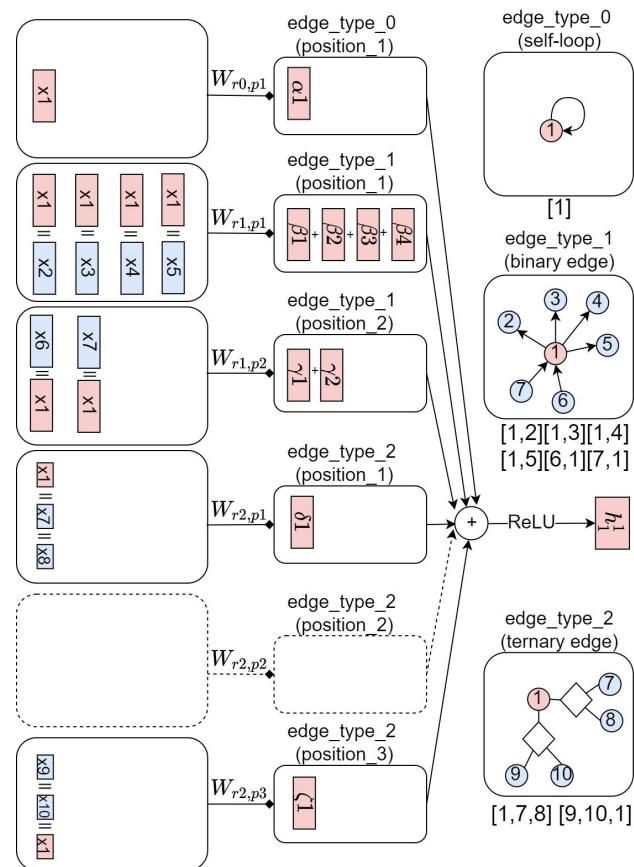 edge_type_0
(position_1)
x1
W_{r0,p1}
α1
edge_type_1
(position_1)
x1 x1 x1 x1
= = = =
x2 x3 x4 x5
W_{r1,p1}
β1 + β2 + β3 + β4
edge_type_1
(position_2)
x6 x7
= =
x1 x1
W_{r1,p2}
γ1 + γ2
edge_type_2
(position_1)
x1
=
x7
=
x8
W_{r2,p1}
δ1
edge_type_2
(position_2)
W_{r2,p2}
edge_type_2
(position_3)
x9
=
x10
=
x1
W_{r2,p3}
ζ1
+
ReLU
h_1^1
edge_type_0
(self-loop)
1
[1]
edge_type_1
(binary edge)
3
2 4
1 5
7 6
[1,2][1,3][1,4]
[1,5][6,1][7,1]
edge_type_2
(ternary edge)
1 7
8
9 10
[1,7,8] [9,10,1]